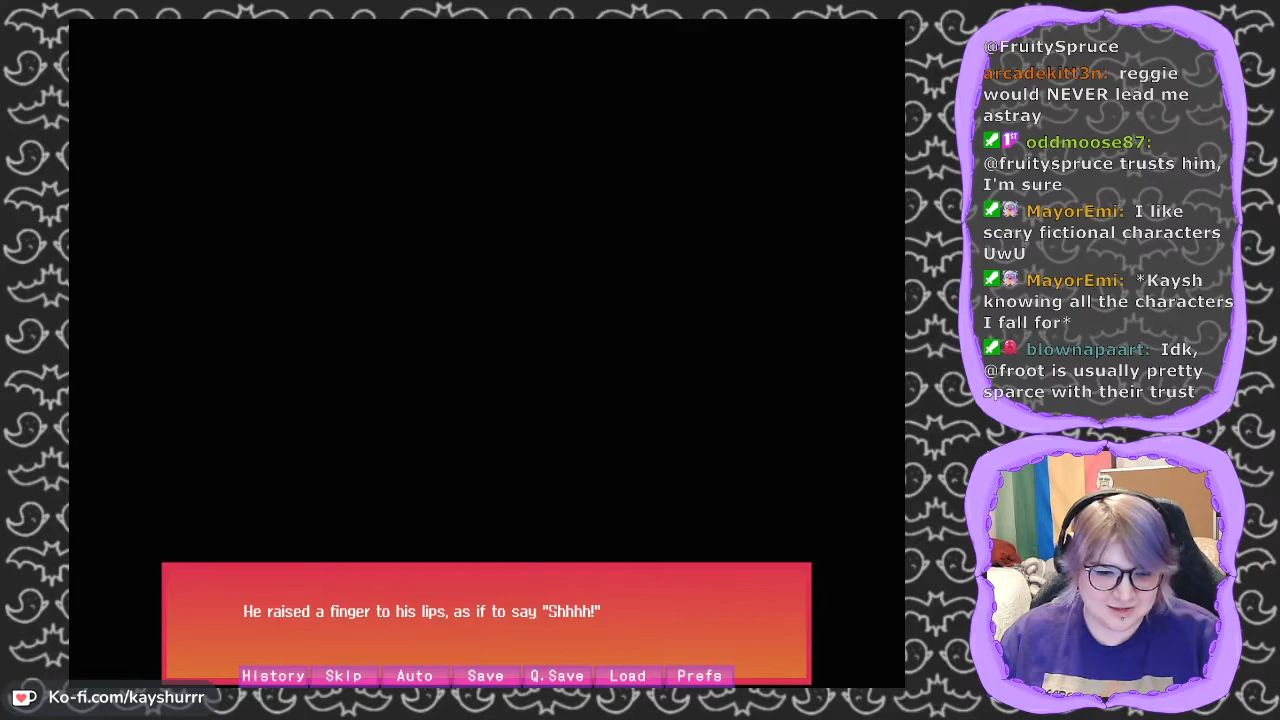 @FruitySpruce
arcadekitt3n: reggie
would NEVER lead me
astray
oddmoose87:
@fruityspruce trusts him,
I'm sure
MayorEmi: I like
scary fictional characters
UwU
MayorEmi: *Kaysh
knowing all the characters
I fall for*
blownapaart: Idk,
@froot is usually pretty
sparce with their trust
He raised a finger to his lips, as if to say "Shhhh!"
History Skip Auto Save Q.Save Load Prefs
Ko-fi.com/kayshurrr